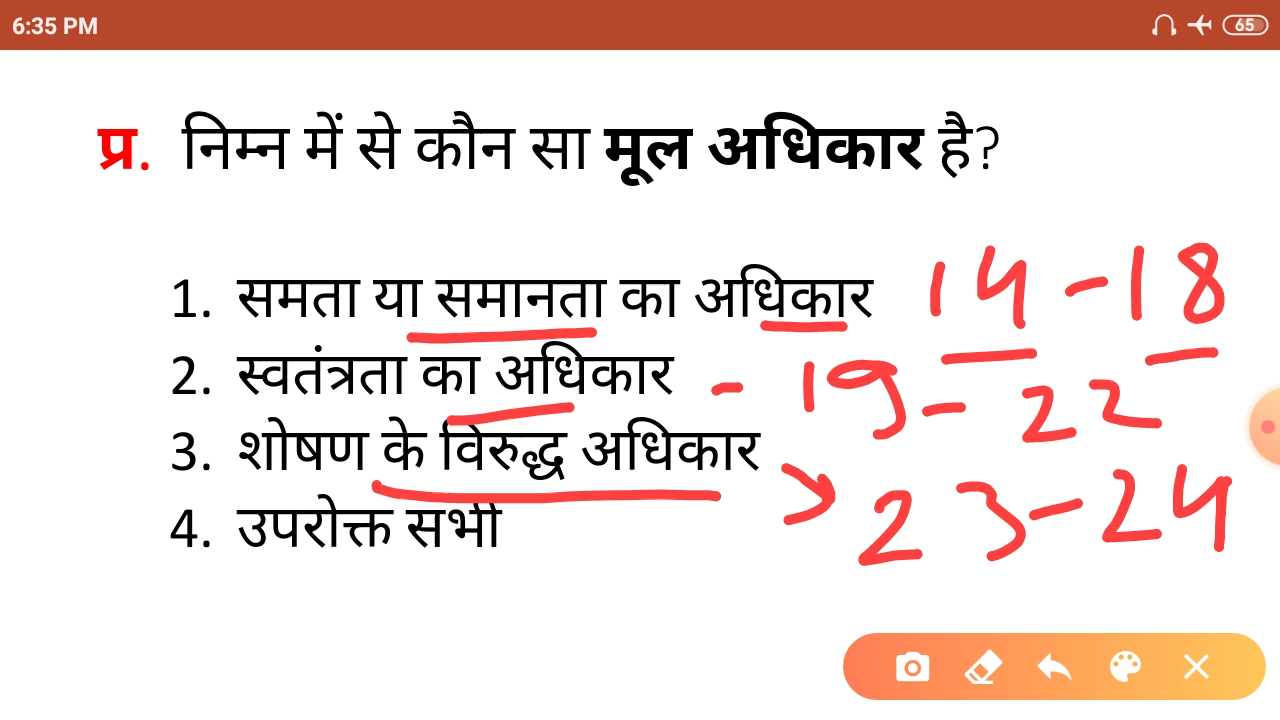 6:35 PM 65
प्र. निम्न में से कौन सा मूल अधिकार है?
1. समता या समानता का अधिकार 14-18
2. स्वतंत्रता का अधिकार - 19-22
3. शोषण के विरुद्ध अधिकार > 23-24
4. उपरोक्त सभी